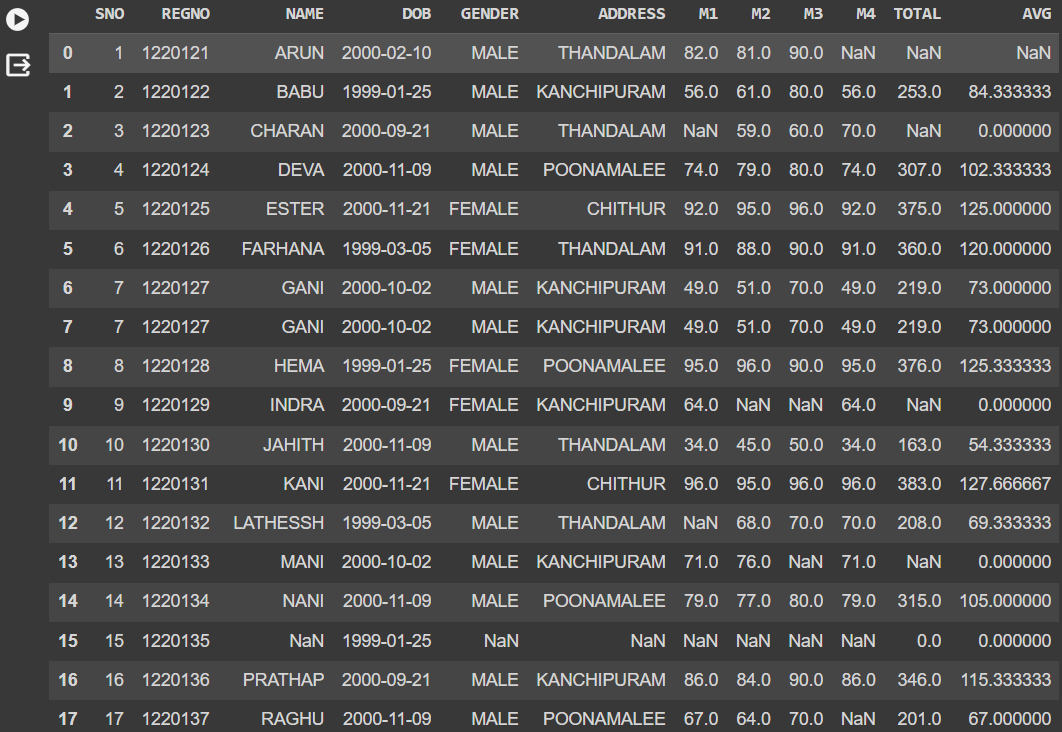 SNO REGNO NAME DOB GENDER ADDRESS M1 M2 M3 M4 TOTAL AVG
0 1 1220121 ARUN 2000-02-10 MALE THANDALAM 82.0 81.0 90.0 NaN NaN NaN
1 2 1220122 BABU 1999-01-25 MALE KANCHIPURAM 56.0 61.0 80.0 56.0 253.0 84.333333
2 3 1220123 CHARAN 2000-09-21 MALE THANDALAM NaN 59.0 60.0 70.0 NaN 0.000000
3 4 1220124 DEVA 2000-11-09 MALE POONAMALEE 74.0 79.0 80.0 74.0 307.0 102.333333
4 5 1220125 ESTER 2000-11-21 FEMALE CHITHUR 92.0 95.0 96.0 92.0 375.0 125.000000
5 6 1220126 FARHANA 1999-03-05 FEMALE THANDALAM 91.0 88.0 90.0 91.0 360.0 120.000000
6 7 1220127 GANI 2000-10-02 MALE KANCHIPURAM 49.0 51.0 70.0 49.0 219.0 73.000000
7 7 1220127 GANI 2000-10-02 MALE KANCHIPURAM 49.0 51.0 70.0 49.0 219.0 73.000000
8 8 1220128 HEMA 1999-01-25 FEMALE POONAMALEE 95.0 96.0 90.0 95.0 376.0 125.333333
9 9 1220129 INDRA 2000-09-21 FEMALE KANCHIPURAM 64.0 NaN NaN 64.0 NaN 0.000000
10 10 1220130 JAHITH 2000-11-09 MALE THANDALAM 34.0 45.0 50.0 34.0 163.0 54.333333
11 11 1220131 KANI 2000-11-21 FEMALE CHITHUR 96.0 95.0 96.0 96.0 383.0 127.666667
12 12 1220132 LATHESSH 1999-03-05 MALE THANDALAM NaN 68.0 70.0 70.0 208.0 69.333333
13 13 1220133 MANI 2000-10-02 MALE KANCHIPURAM 71.0 76.0 NaN 71.0 NaN 0.000000
14 14 1220134 NANI 2000-11-09 MALE POONAMALEE 79.0 77.0 80.0 79.0 315.0 105.000000
15 15 1220135 NaN 1999-01-25 NaN NaN NaN NaN NaN NaN 0.0 0.000000
16 16 1220136 PRATHAP 2000-09-21 MALE KANCHIPURAM 86.0 84.0 90.0 86.0 346.0 115.333333
17 17 1220137 RAGHU 2000-11-09 MALE POONAMALEE 67.0 64.0 70.0 NaN 201.0 67.000000